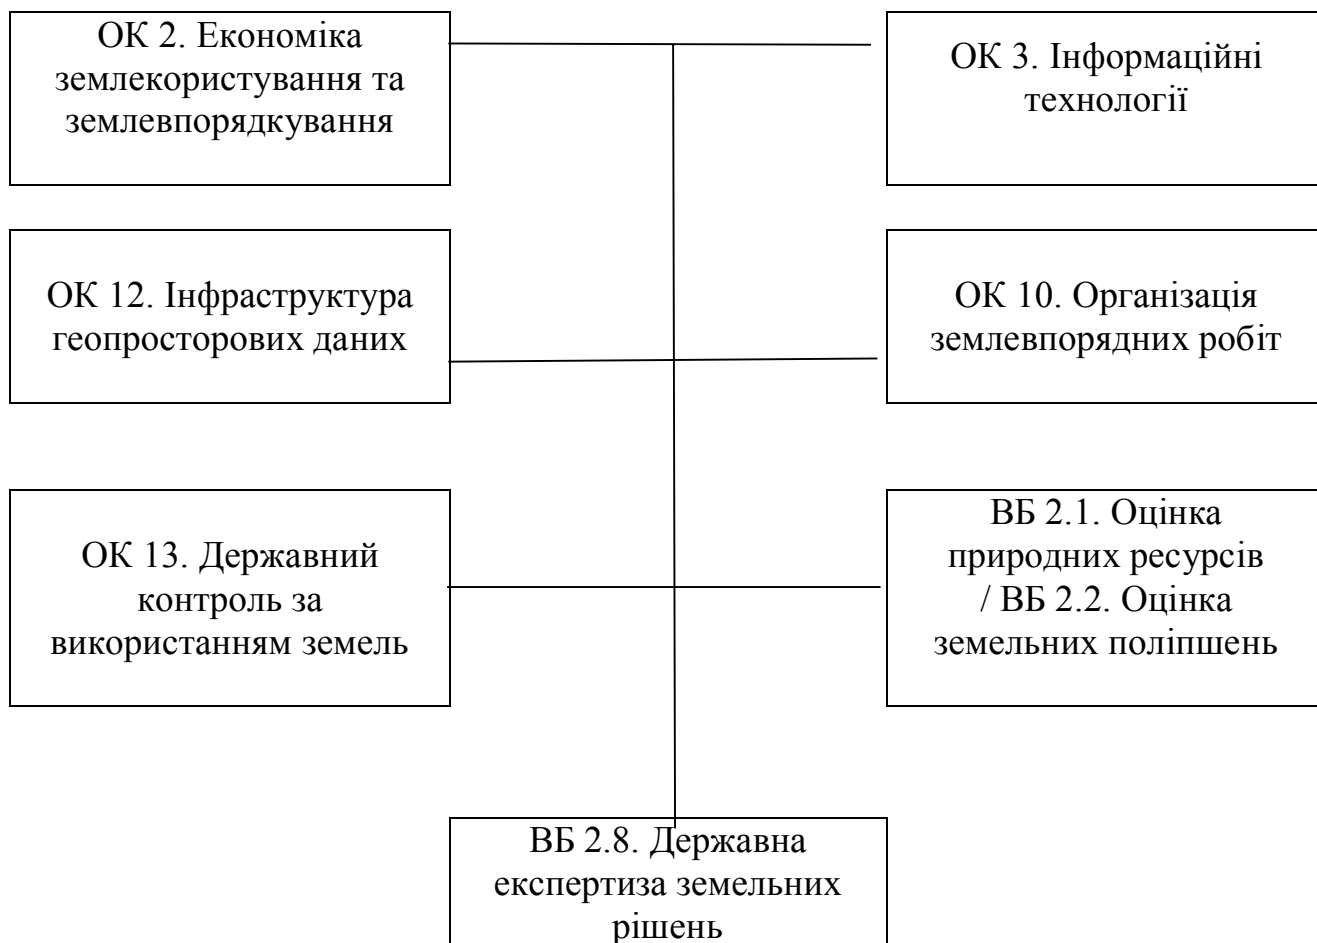 ОК 2. Економіка
землекористування та
землевпорядкування
ОК 3. Інформаційні
технології
ОК 12. Інфраструктура
геопросторових даних
ОК 10. Організація
землевпорядних робіт
ОК 13. Державний
контроль за
використанням земель
ВБ 2.1. Оцінка
природних ресурсів
/ ВБ 2.2. Оцінка
земельних поліпшень
ВБ 2.8. Державна
експертиза земельних
рішень